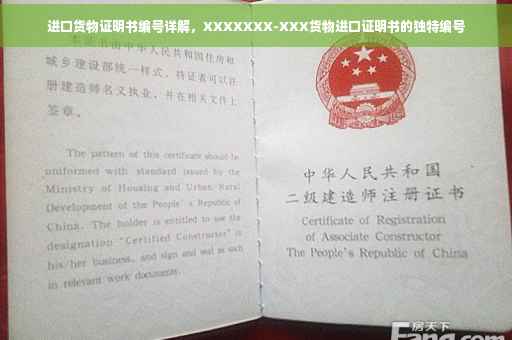 进口货物证明书编号详解，XXXXXXX-XXX货物进口证明书的独特编号
本证书由中华人民共和国住房和
城乡建设部统一样式，持证者可以注
册建造师名义执业，并在相关文件上
签章。
The pattern of this certificate should be
uniformed with standard issued by the
Ministry of Housing and Urban Rural
Development of the People's Republic of
China. The holder is entitled to use the
designation "Certified Constructor" in
his/her business, and sign and seal as such
in relevant work documents.
中华人民共和国
二级建造师注册证书
Certificate of Registration
of Associate Constructor
The People's Republic of China
房天下
Fang.com